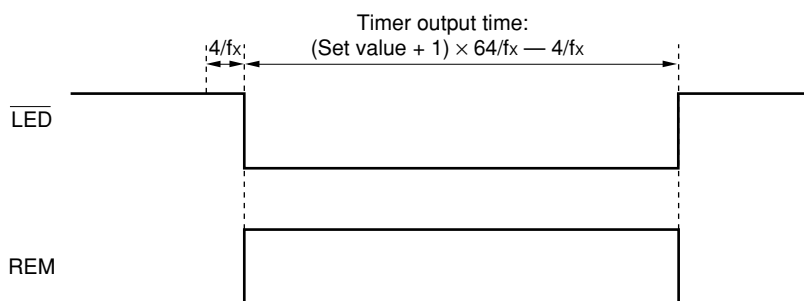 Timer output time:
4/fx
(Set value + 1) × 64/fx — 4/fx
LED
REM